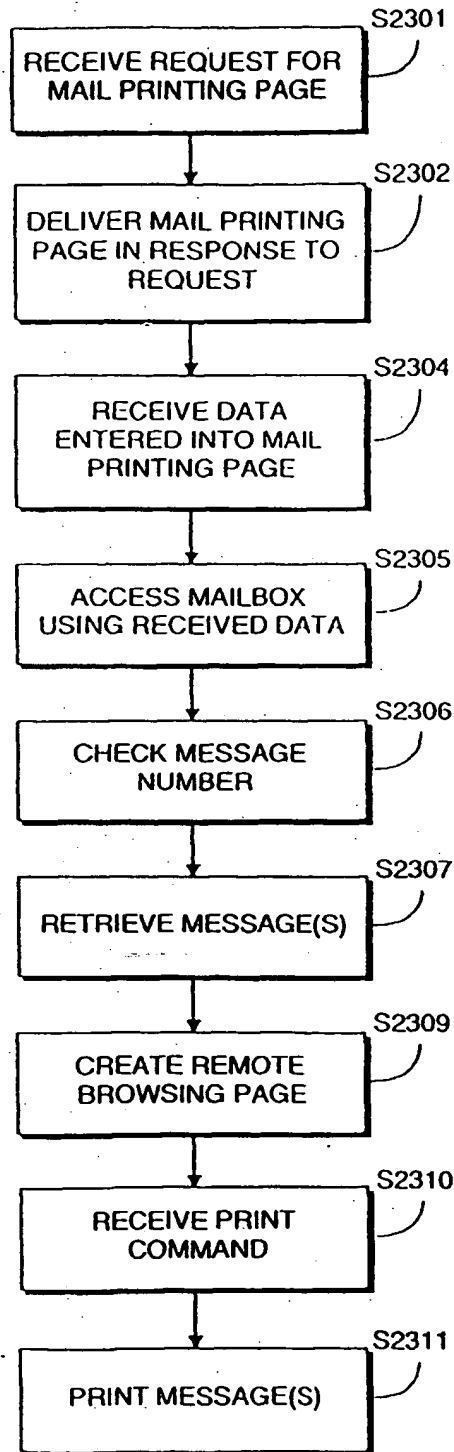 S2301
RECEIVE REQUEST FOR
MAIL PRINTING PAGE
S2302
DELIVER MAIL PRINTING
PAGE IN RESPONSE TO
REQUEST
S2304
RECEIVE DATA
ENTERED INTO MAIL
PRINTING PAGE
S2305
ACCESS MAILBOX
USING RECEIVED DATA
S2306
CHECK MESSAGE
NUMBER
S2307
RETRIEVE MESSAGE(S)
S2309
CREATE REMOTE
BROWSING PAGE
S2310
RECEIVE PRINT
COMMAND
S2311
PRINT MESSAGE(S)